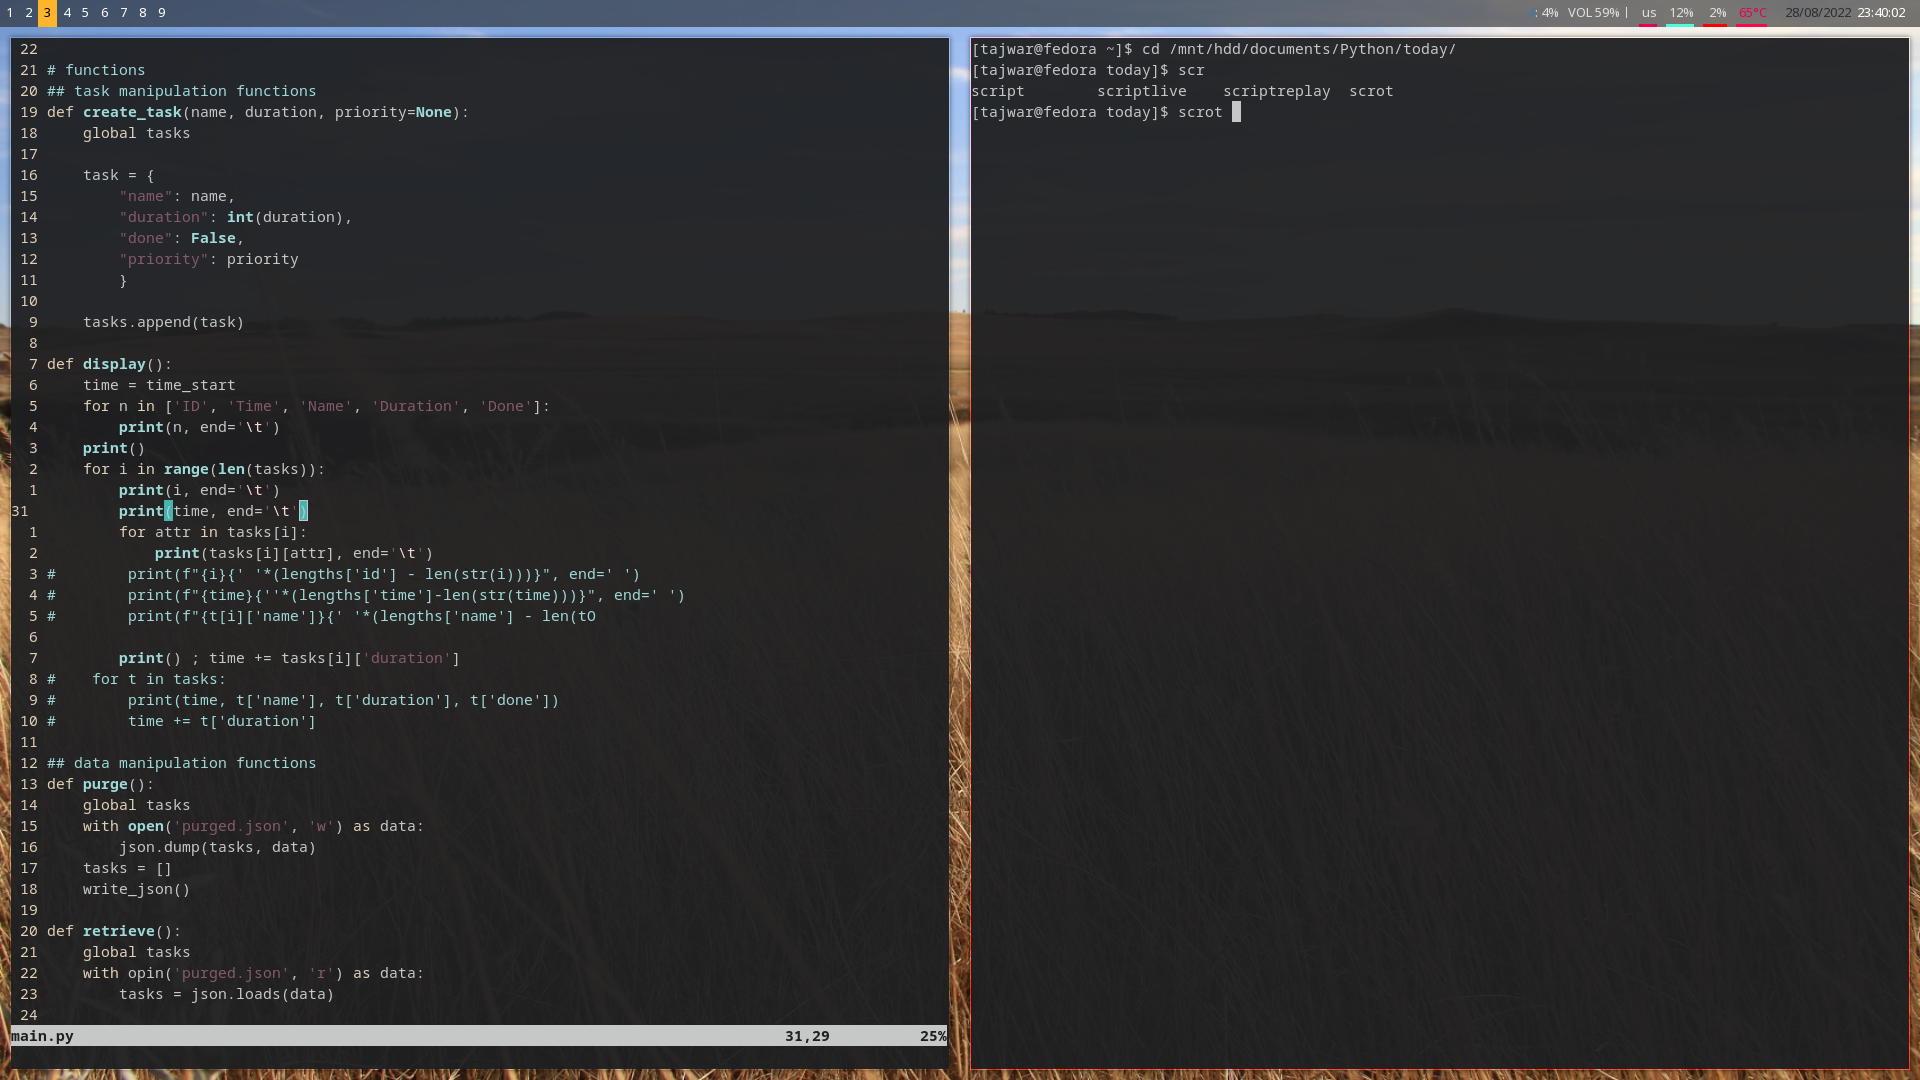 1 2 3 4 5 6 7 8 9
: 4% VOL 59% | us 12% 2% 65°C 28/08/2022 23:40:02
22
21 # functions
20 ## task manipulation functions
19 def create_task(name, duration, priority=None):
18     global tasks
17
16     task = {
15         "name": name,
14         "duration": int(duration),
13         "done": False,
12         "priority": priority
11         }
10
9     tasks.append(task)
8
7 def display():
6     time = time_start
5     for n in ['ID', 'Time', 'Name', 'Duration', 'Done']:
4         print(n, end='\t')
3     print()
2     for i in range(len(tasks)):
1         print(i, end='\t')
31         print(time, end='\t')
1         for attr in tasks[i]:
2             print(tasks[i][attr], end='\t')
3 #        print(f"{i}{' '*(lengths['id'] - len(str(i)))}", end=' ')
4 #        print(f"{time}{''*(lengths['time']-len(str(time)))}", end=' ')
5 #        print(f"{t[i]['name']}{' '*(lengths['name'] - len(tO
6
7         print() ; time += tasks[i]['duration']
8 #    for t in tasks:
9 #        print(time, t['name'], t['duration'], t['done'])
10 #        time += t['duration']
11
12 ## data manipulation functions
13 def purge():
14     global tasks
15     with open('purged.json', 'w') as data:
16         json.dump(tasks, data)
17     tasks = []
18     write_json()
19
20 def retrieve():
21     global tasks
22     with opin('purged.json', 'r') as data:
23         tasks = json.loads(data)
24
main.py 31,29 25%
[tajwar@fedora ~]$ cd /mnt/hdd/documents/Python/today/
[tajwar@fedora today]$ scr
script        scriptlive    scriptreplay  scrot
[tajwar@fedora today]$ scrot